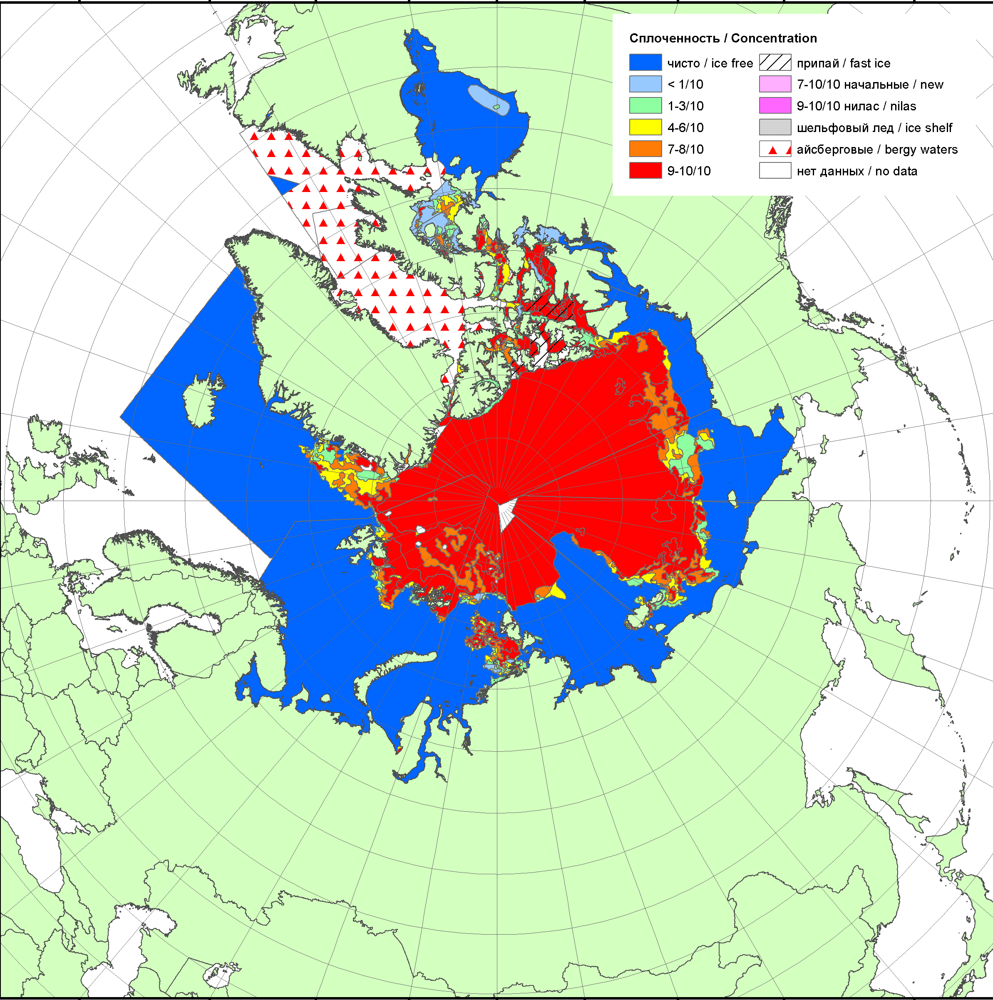 Сплоченность / Concentration
чисто / ice free
< 1/10
1-3/10
4-6/10
7-8/10
9-10/10
припай / fast ice
7-10/10 начальные / new
9-10/10 нилас / nilas
шельфовый лед / ice shelf
айсберговые / bergy waters
нет данных / no data